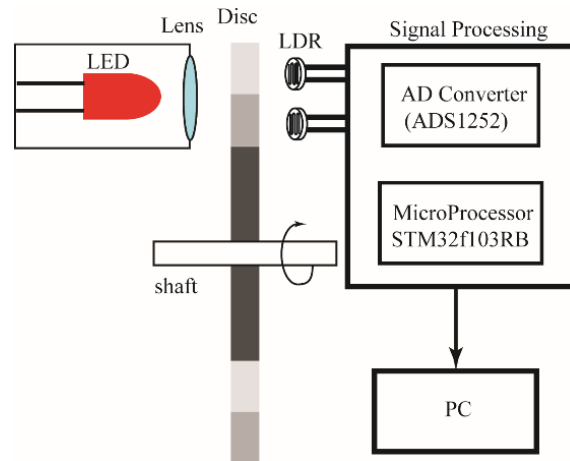 Lens
Disc
LED
LDR
Signal Processing
AD Converter
(ADS1252)
MicroProcessor
STM32f103RB
shaft
PC